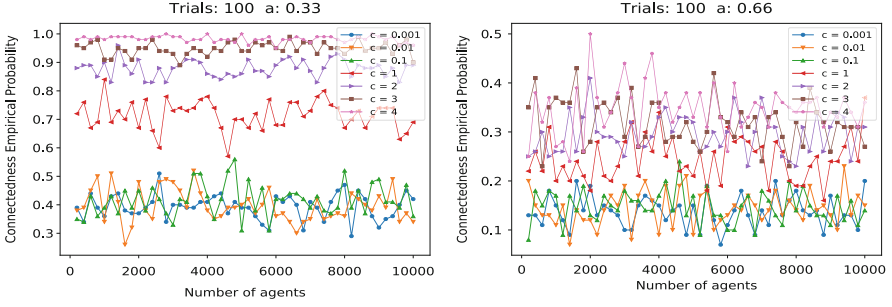 Trials: 100 a: 0.33
Connectedness Empirical Probability
1.0
0.9
0.8
0.7
0.6
0.5
0.4
0.3
c = 0.001
c = 0.01
c = 0.1
c = 1
c = 2
c = 3
c = 4
0
2000
4000
6000
8000
10000
Number of agents
Trials: 100 a: 0.66
Connectedness Empirical Probability
0.5
0.4
0.3
0.2
0.1
c = 0.001
c = 0.01
c = 0.1
c = 1
c = 2
c = 3
c = 4
0
2000
4000
6000
8000
10000
Number of agents